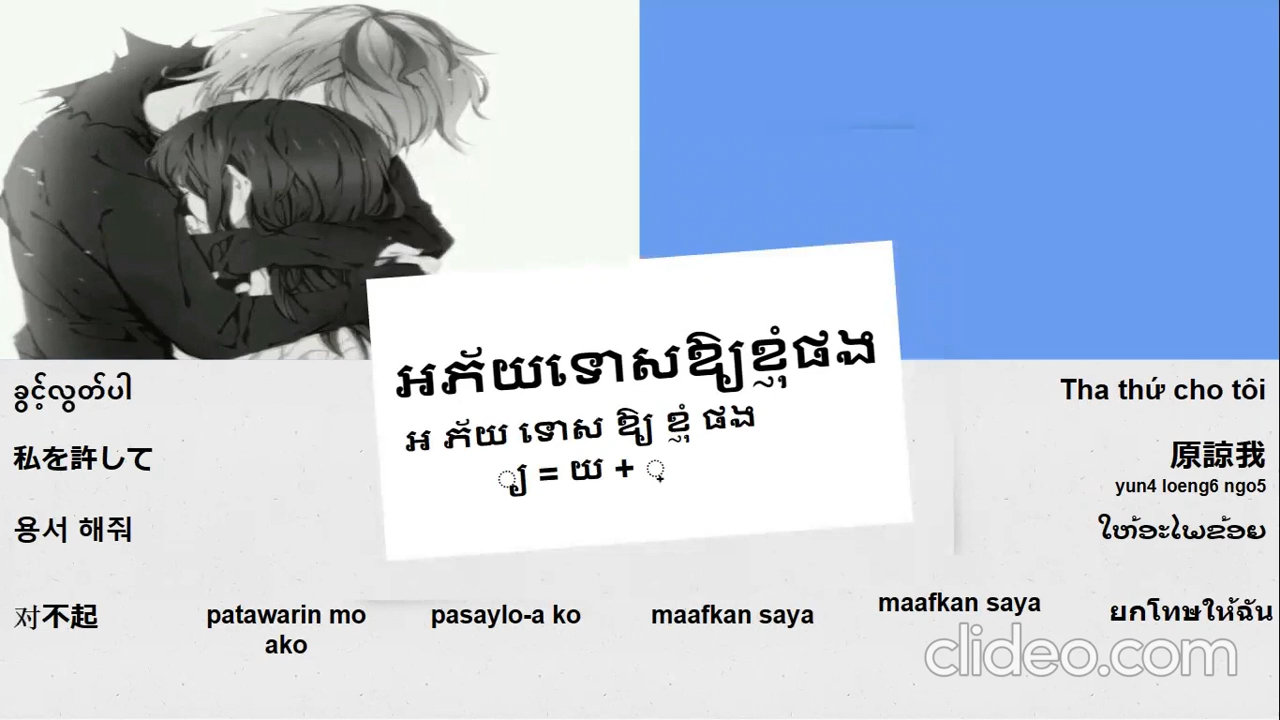 អភ័យទោសឱ្យខ្ញុំផង
អ ភ័យ ទោស ឱ្យ ខ្ញុំ ផង
◌្យ = យ + ◌្
ခွင့်လွတ်ပါ
私を許して
용서 해줘
对不起
patawarin mo
ako
pasaylo-a ko
maafkan saya
maafkan saya
Tha thứ cho tôi
原諒我
yun4 loeng6 ngo5
ໃຫ້ອະໄພຂ້ອຍ
ยกโทษให้ฉัน
clideo.com